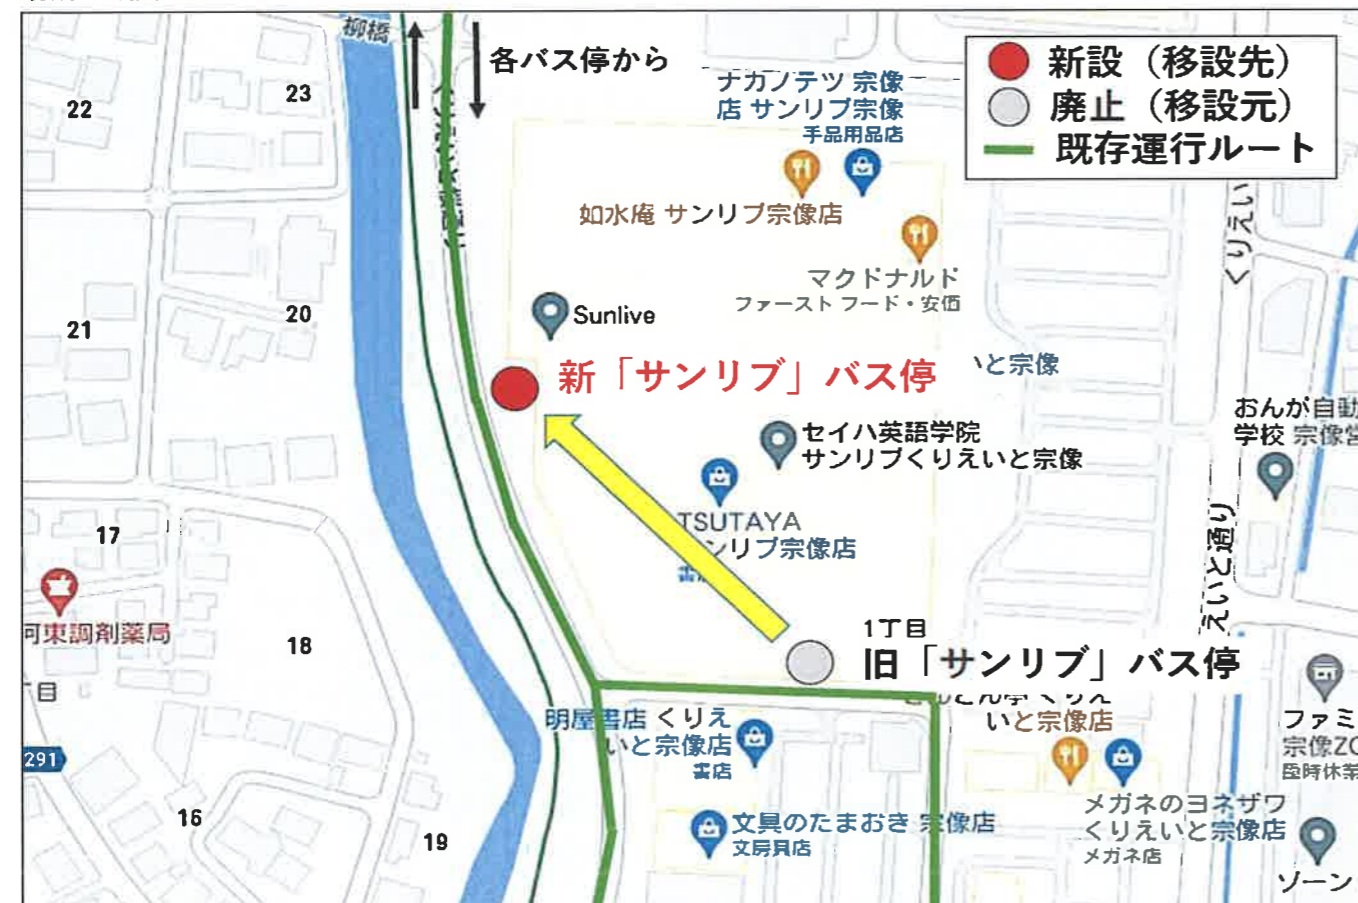 柳橋
各バス停から
新設（移設先）
廃止（移設元）
既存運行ルート
22
23
ナカノテツ 宗像
店 サンリブ宗像
手品用品店
如水庵 サンリブ宗像店
くりえい
マクドナルド
ファースト フード・安価
21
20
Sunlive
新「サンリブ」バス停
いと宗像
おんが自動
学校 宗像営
セイハ英語学院
サンリブくりえいと宗像
TSUTAYA
ンリブ宗像店
17
えいと通り
河東調剤薬局
18
1丁目
旧「サンリブ」バス停
目
いと宗像店
明屋書店 くりえ
いと宗像店
書店
ファミ
宗像ZO
臨時休業
291
16
19
文具のたまおき 宗像店
文房具店
メガネのヨネザワ
くりえいと宗像店
メガネ店
ゾーン